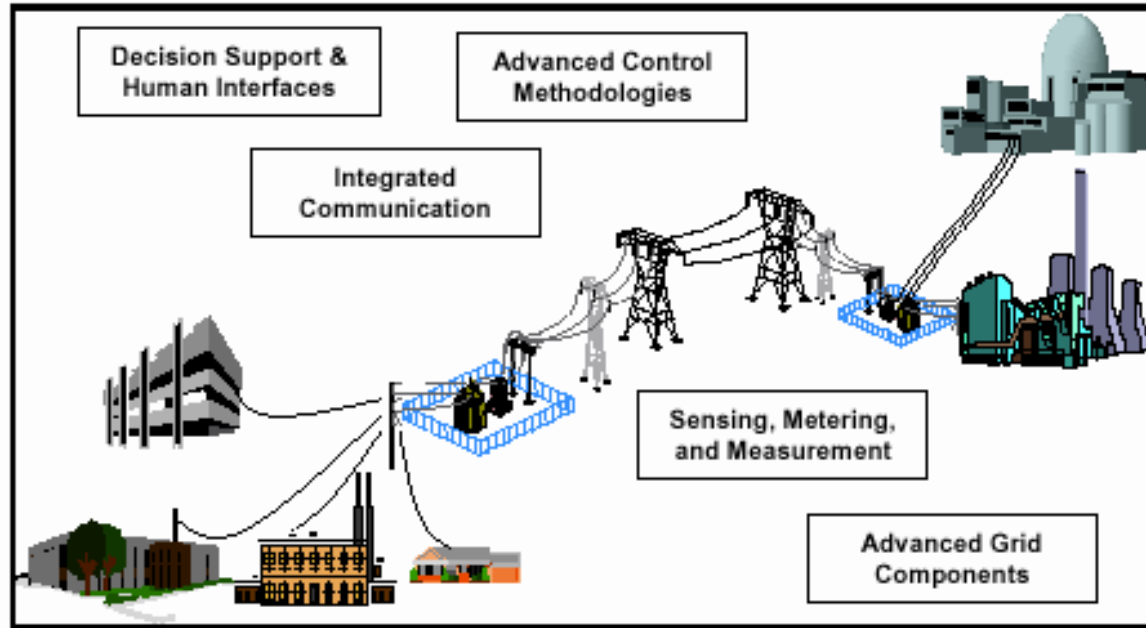 Decision Support &
Human Interfaces
Advanced Control
Methodologies
Integrated
Communication
Sensing, Metering,
and Measurement
Advanced Grid
Components